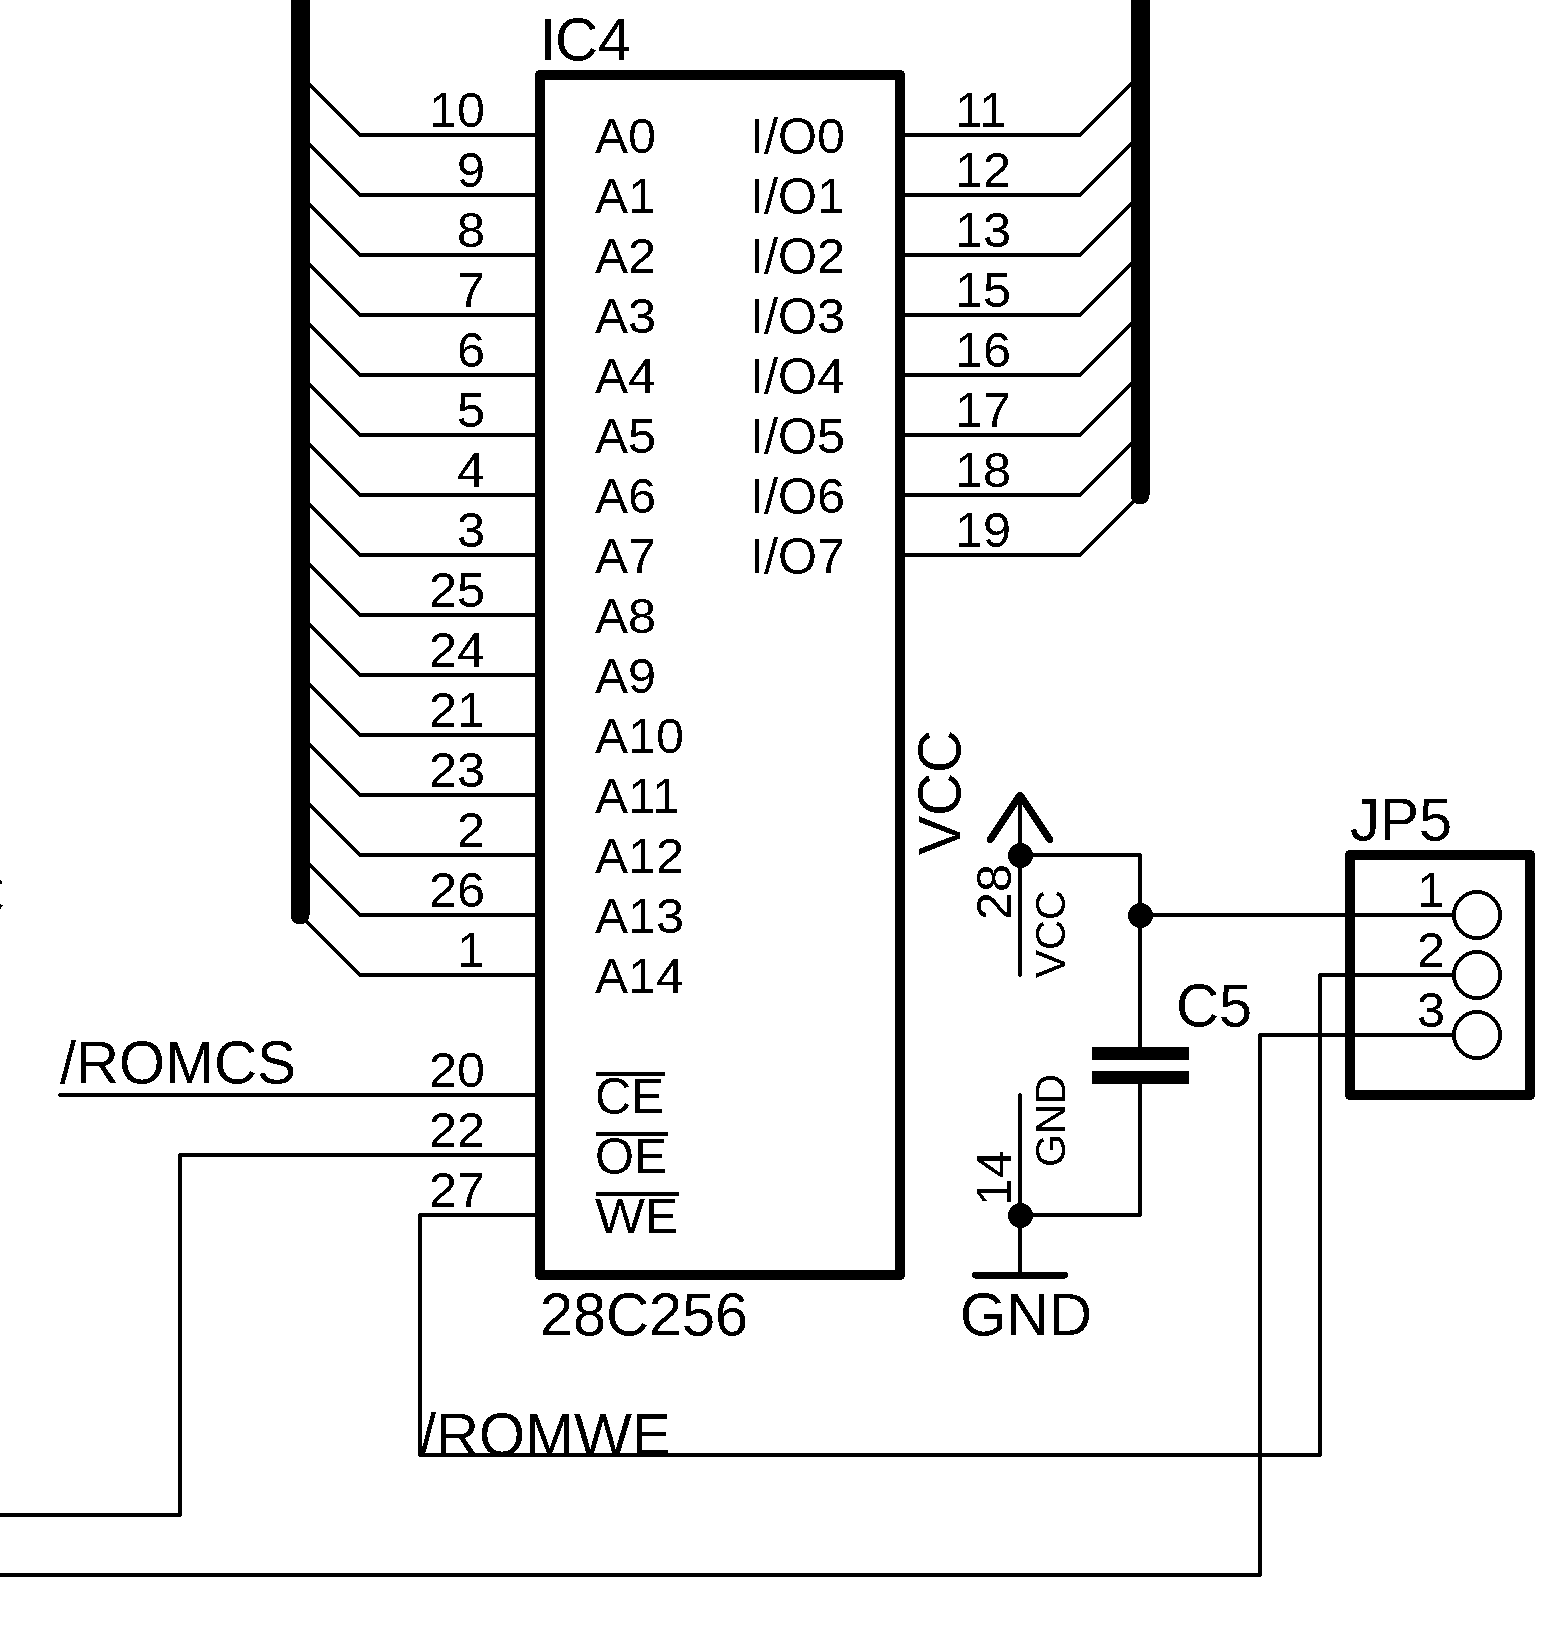 IC4
10 A0 I/O0 11
9 A1 I/O1 12
8 A2 I/O2 13
7 A3 I/O3 15
6 A4 I/O4 16
5 A5 I/O5 17
4 A6 I/O6 18
3 A7 I/O7 19
25 A8
24 A9
21 A10
23 A11
2 A12
26 A13
1 A14
/ROMCS 20 CE
22 OE
27 WE
28C256
VCC
28 VCC
14 GND
GND
C5
JP5
1
2
3
/ROMWE